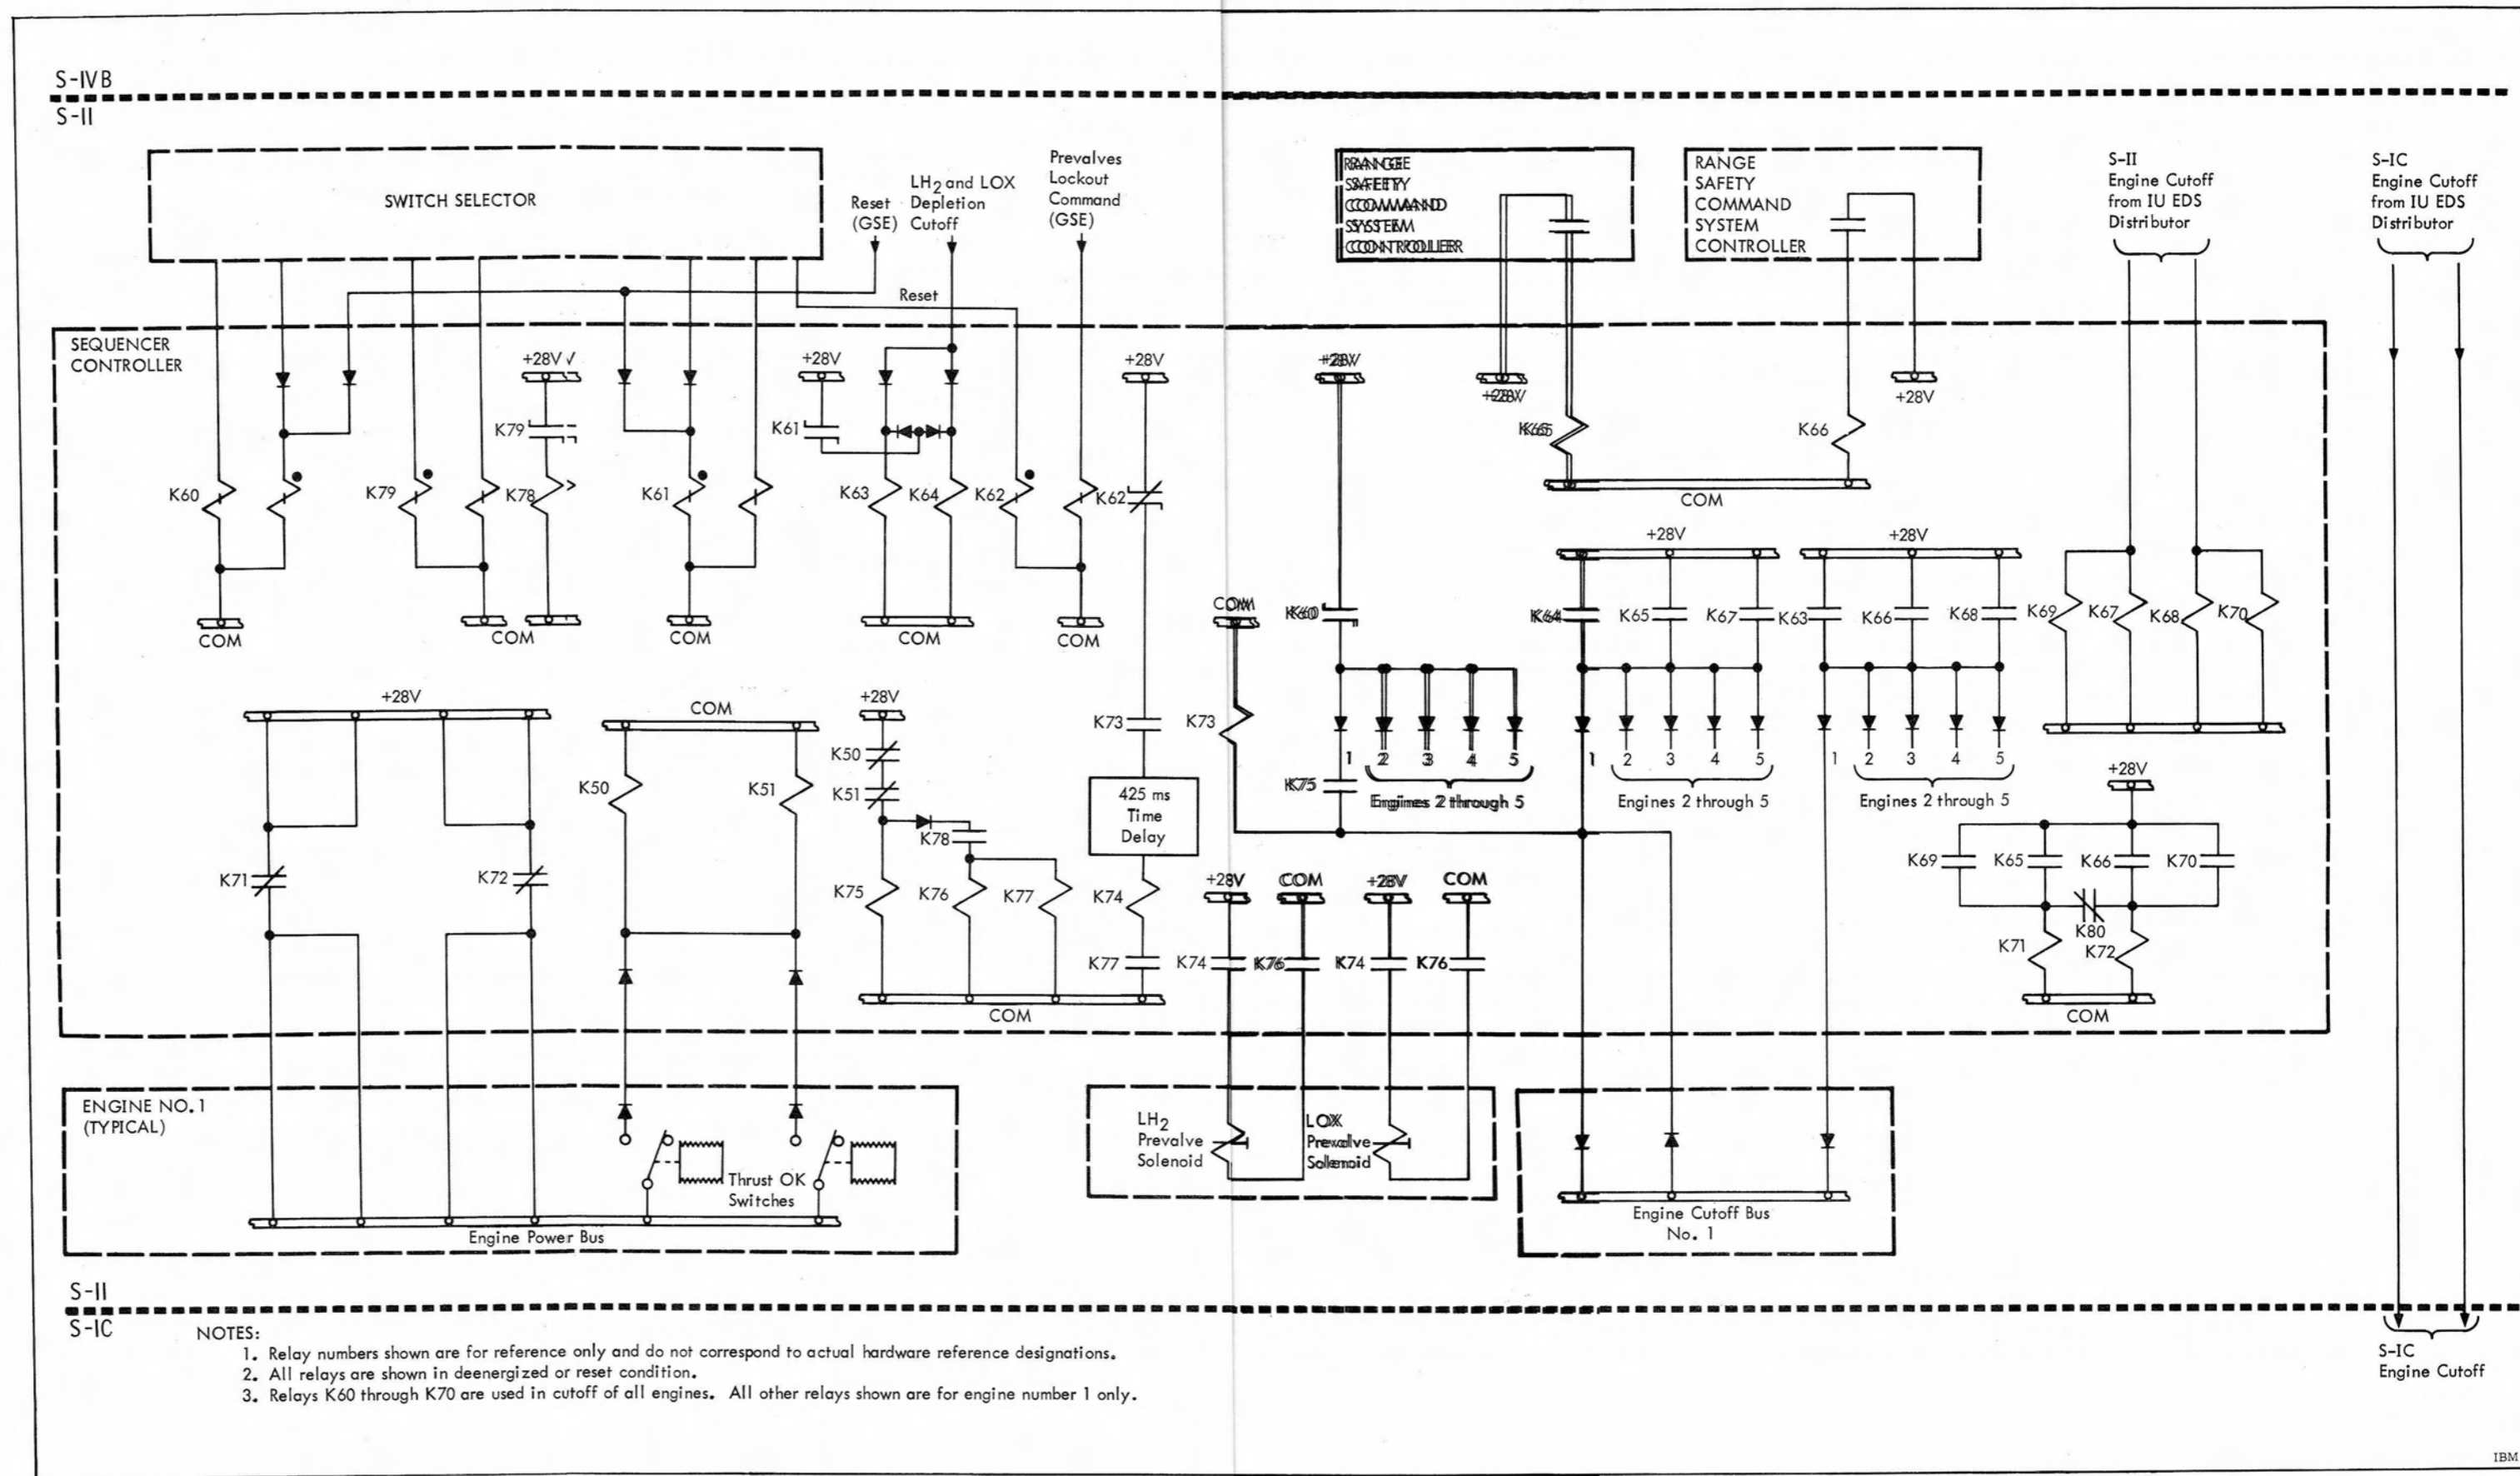 S-IVB
S-II
SWITCH SELECTOR
Reset
(GSE)
LH2 and LOX
Depletion
Cutoff
Prevalves
Lockout
Command
(GSE)
Reset
RANGE
SAFETY
COMMAND
SYSTEM
CONTROLLER
RANGE
SAFETY
COMMAND
SYSTEM
CONTROLLER
S-II
Engine Cutoff
from IU EDS
Distributor
S-IC
Engine Cutoff
from IU EDS
Distributor
SEQUENCER
CONTROLLER
+28V
+28V
+28V
+28V
+28V
+28V
K79
K61
K65
K66
K60
K79
K78
K61
K63
K64
K62
K62
COM
+28V
+28V
COM
K60
K64
K65
K67
K63
K66
K68
K69
K67
K68
K70
COM
COM
COM
COM
COM
+28V
COM
+28V
K73
K73
K50
K51
K50
K51
1
2
3
4
5
1
2
3
4
5
1
2
3
4
5
K75
Engines 2 through 5
Engines 2 through 5
Engines 2 through 5
+28V
425 ms
Time
Delay
K78
K71
K72
K75
K76
K77
K74
+28V
COM
+28V
COM
K69
K65
K66
K70
K80
K71
K72
K77
K74
K76
K74
K76
COM
COM
ENGINE NO. 1
(TYPICAL)
Thrust OK
Switches
Engine Power Bus
LH2
Prevalve
Solenoid
LOX
Prevalve
Solenoid
Engine Cutoff Bus
No. 1
S-II
S-IC
NOTES:
1. Relay numbers shown are for reference only and do not correspond to actual hardware reference designations.
2. All relays are shown in deenergized or reset condition.
3. Relays K60 through K70 are used in cutoff of all engines. All other relays shown are for engine number 1 only.
S-IC
Engine Cutoff
IBM